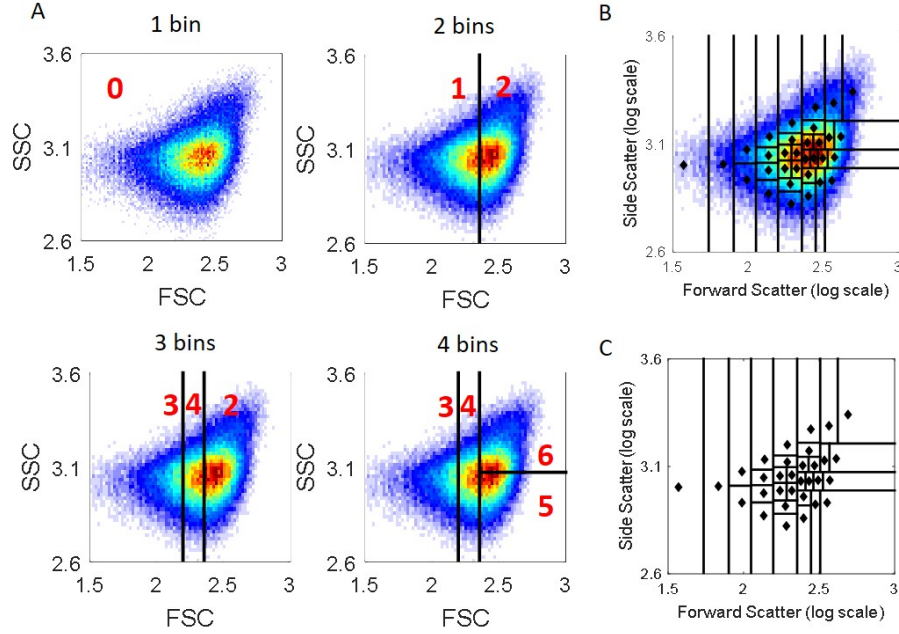 A
1 bin
3.6
3.1
2.6
SSC
0
1.5 2 2.5 3
FSC
2 bins
3.6
3.1
2.6
SSC
1 2
1.5 2 2.5 3
FSC
B
3.6
3.1
2.6
Side Scatter (log scale)
1.5 2 2.5 3
Forward Scatter (log scale)
3 bins
3.6
3.1
2.6
SSC
3 4 2
1.5 2 2.5 3
FSC
4 bins
3.6
3.1
2.6
SSC
3 4
6
5
1.5 2 2.5 3
FSC
C
3.6
3.1
2.6
Side Scatter (log scale)
1.5 2 2.5 3
Forward Scatter (log scale)